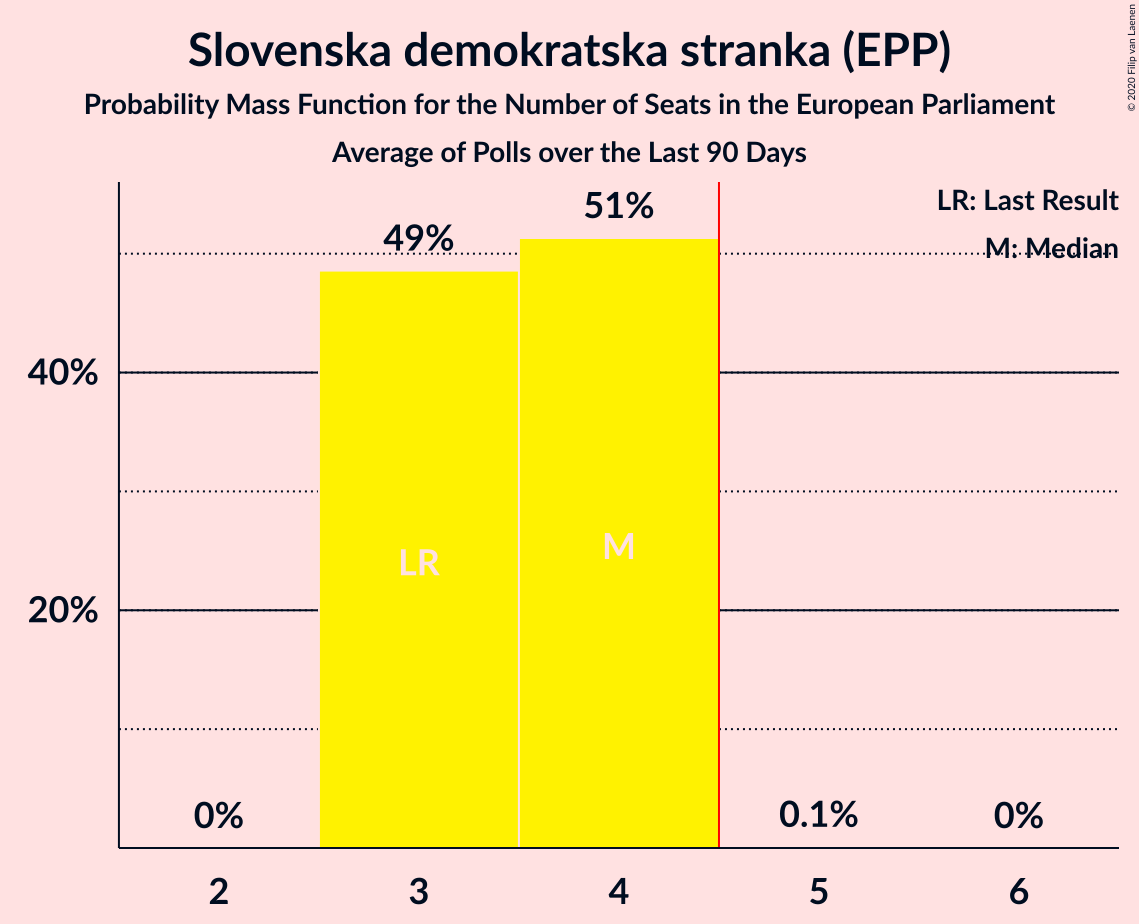 Slovenska demokratska stranka (EPP)
Probability Mass Function for the Number of Seats in the European Parliament
Average of Polls over the Last 90 Days
© 2020 Filip van Laenen
LR: Last Result
M: Median
51%
49%
40%
20%
LR
M
0%
0.1%
0%
2
3
4
5
6